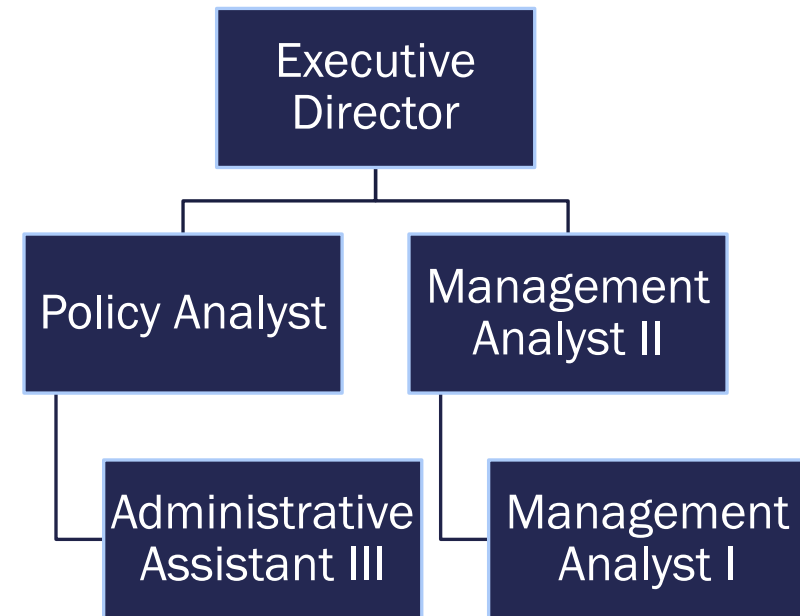 Executive
Director
Policy Analyst
Management
Analyst II
Administrative
Assistant III
Management
Analyst I